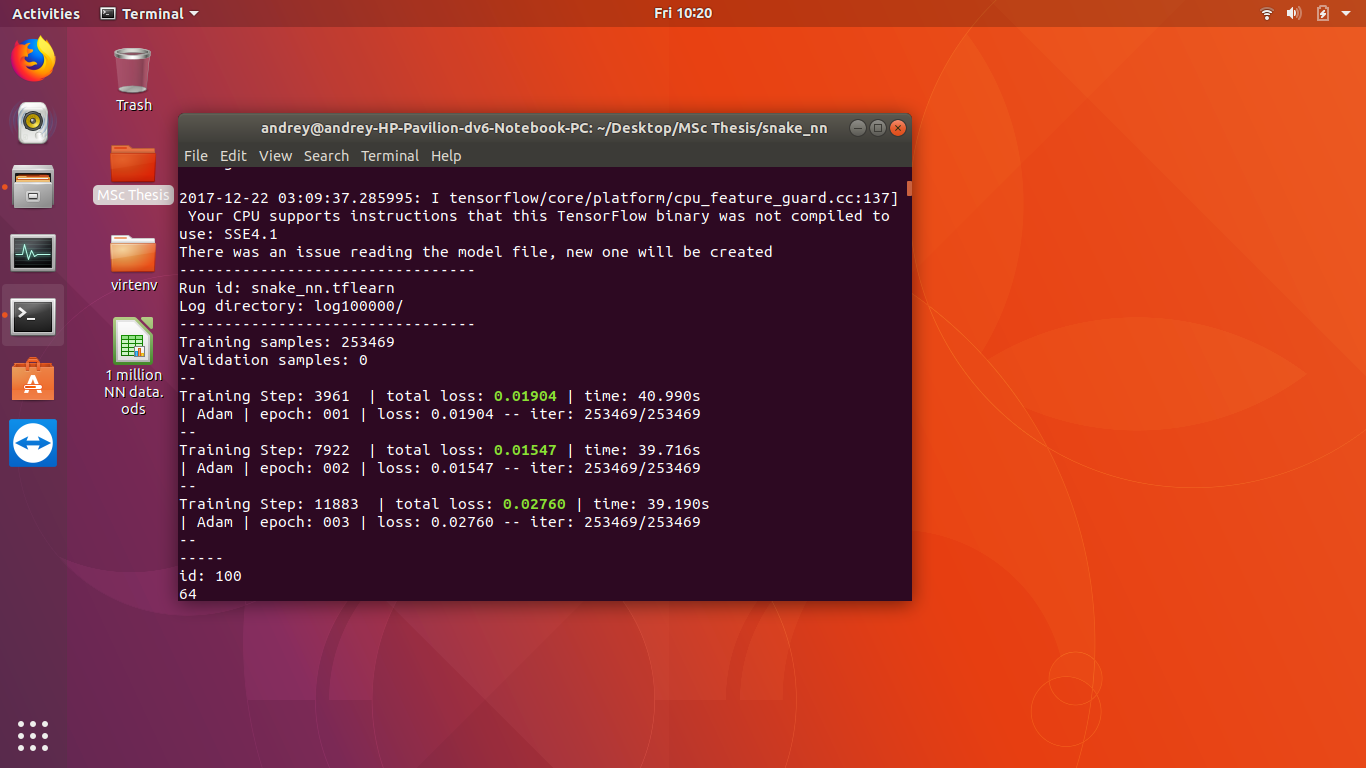 Activities
Terminal
Fri 10:20
Trash
MSc Thesis
virtenv
1 million
NN data.
ods
andrey@andrey-HP-Pavilion-dv6-Notebook-PC: ~/Desktop/MSc Thesis/snake_nn
File Edit View Search Terminal Help
2017-12-22 03:09:37.285995: I tensorflow/core/platform/cpu_feature_guard.cc:137]
Your CPU supports instructions that this TensorFlow binary was not compiled to
use: SSE4.1
There was an issue reading the model file, new one will be created
---------------------------------
Run id: snake_nn.tflearn
Log directory: log100000/
---------------------------------
Training samples: 253469
Validation samples: 0
--
Training Step: 3961  | total loss: 0.01904 | time: 40.990s
| Adam | epoch: 001 | loss: 0.01904 -- iter: 253469/253469
--
Training Step: 7922  | total loss: 0.01547 | time: 39.716s
| Adam | epoch: 002 | loss: 0.01547 -- iter: 253469/253469
--
Training Step: 11883  | total loss: 0.02760 | time: 39.190s
| Adam | epoch: 003 | loss: 0.02760 -- iter: 253469/253469
--
-----
id: 100
64